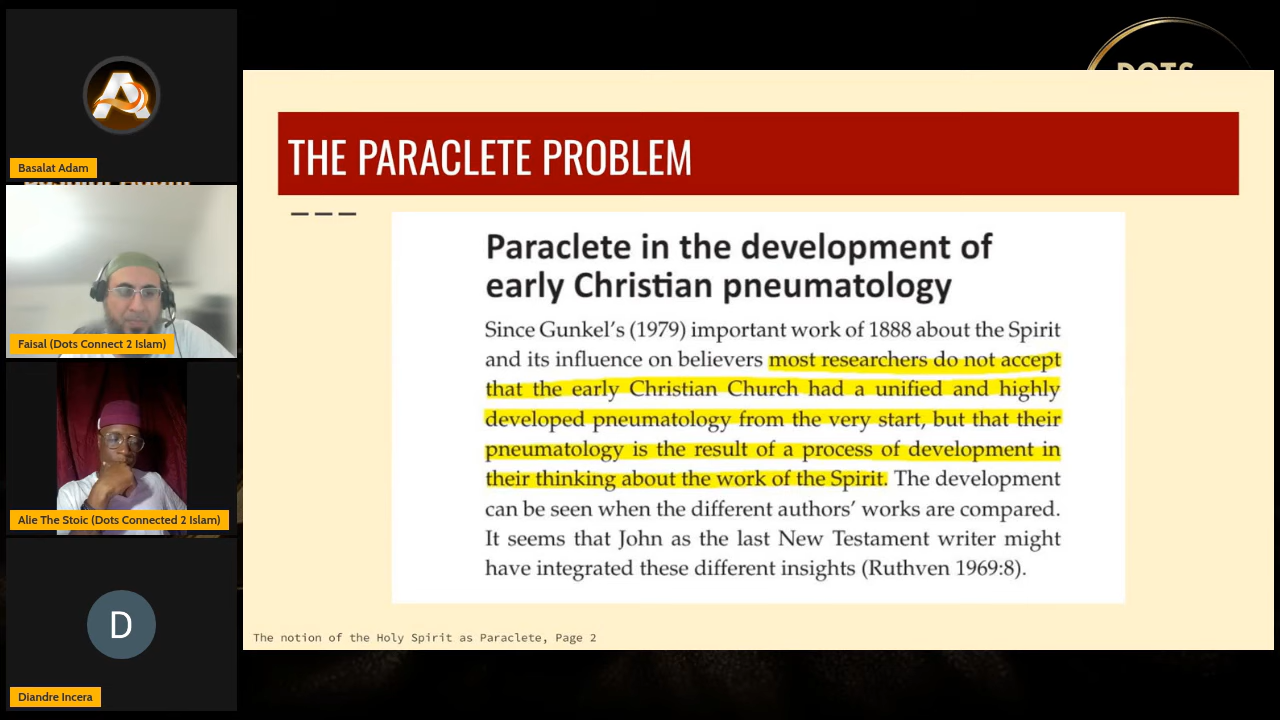 DOTS
THE PARACLETE PROBLEM
Paraclete in the development of
early Christian pneumatology
Since Gunkel's (1979) important work of 1888 about the Spirit
and its influence on believers most researchers do not accept
that the early Christian Church had a unified and highly
developed pneumatology from the very start, but that their
pneumatology is the result of a process of development in
their thinking about the work of the Spirit. The development
can be seen when the different authors' works are compared.
It seems that John as the last New Testament writer might
have integrated these different insights (Ruthven 1969:8).
The notion of the Holy Spirit as Paraclete, Page 2
Basalat Adam
Faisal (Dots Connect 2 Islam)
Alie The Stoic (Dots Connected 2 Islam)
D
Diandre Incera